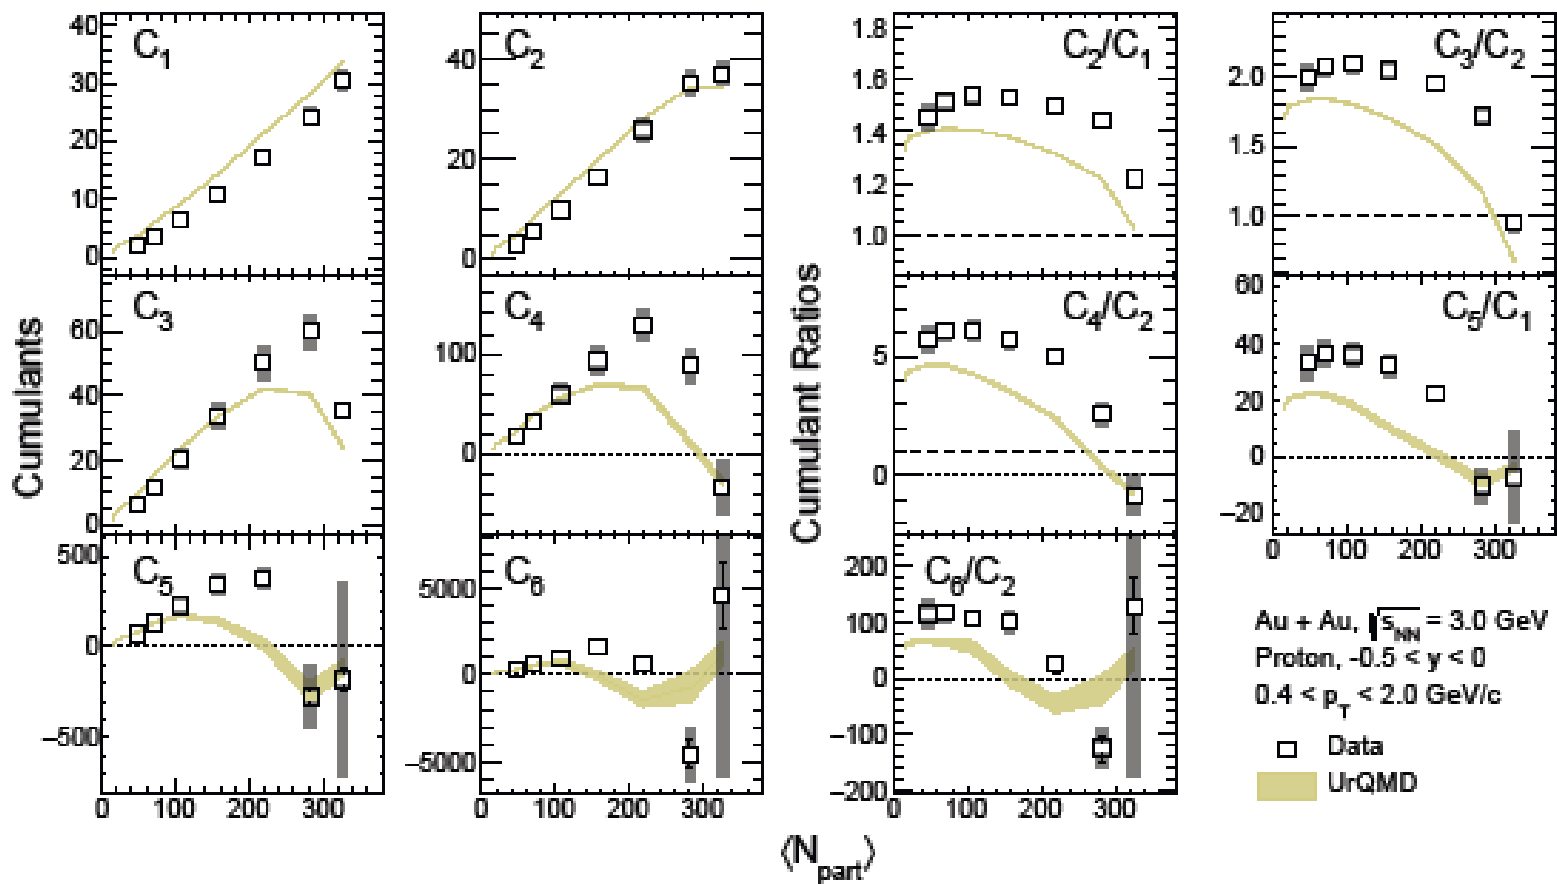 Cumulants
C1
40
30
20
10
0
C2
40
20
0
C3
60
40
20
0
C4
100
0
C5
500
0
−500
0 100 200 300
C6
5000
0
−5000
0 100 200 300
Cumulant Ratios
C2/C1
1.8
1.6
1.4
1.2
1.0
C3/C2
2.0
1.5
1.0
C4/C2
5
0
C5/C1
60
40
20
0
−20
0 100 200 300
C6/C2
200
100
0
−100
−200
0 100 200 300
Au + Au, √sNN = 3.0 GeV
Proton, -0.5 < y < 0
0.4 < pT < 2.0 GeV/c
Data
UrQMD
⟨Npart⟩